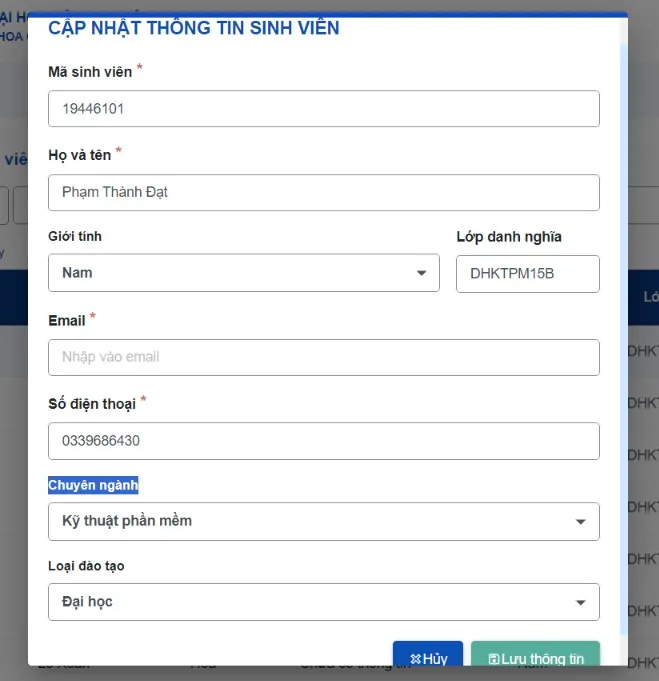 CẬP NHẬT THÔNG TIN SINH VIÊN
Mã sinh viên *
19446101
Họ và tên *
Phạm Thành Đạt
Giới tính
Lớp danh nghĩa
Nam
DHKTPM15B
Email *
Nhập vào email
Số điện thoại *
0339686430
Chuyên ngành
Kỹ thuật phần mềm
Loại đào tạo
Đại học
Hủy
Lưu thông tin